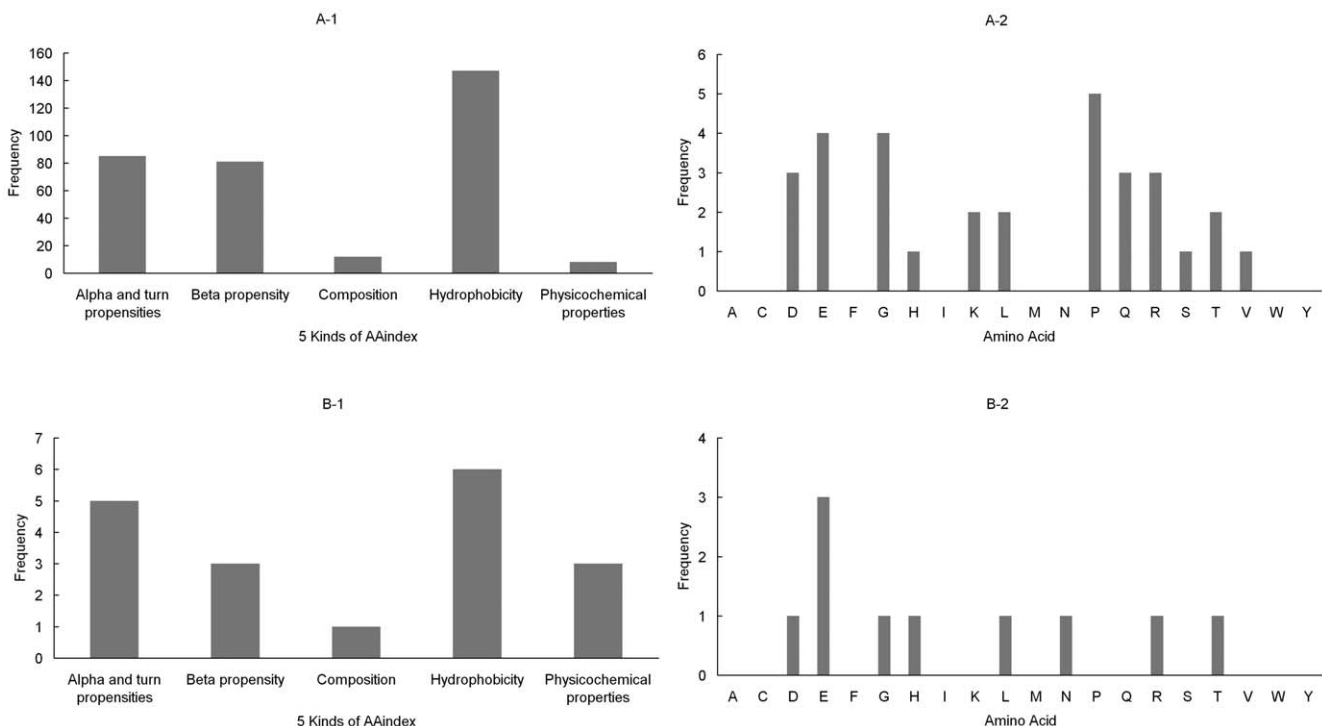 A-1
Frequency
160
140
120
100
80
60
40
20
0
Alpha and turn propensities
Beta propensity
Composition
Hydrophobicity
Physicochemical properties
5 Kinds of AAindex
A-2
Frequency
6
5
4
3
2
1
0
A C D E F G H I K L M N P Q R S T V W Y
Amino Acid
B-1
Frequency
7
6
5
4
3
2
1
0
Alpha and turn propensities
Beta propensity
Composition
Hydrophobicity
Physicochemical properties
5 Kinds of AAindex
B-2
Frequency
4
3
2
1
0
A C D E F G H I K L M N P Q R S T V W Y
Amino Acid